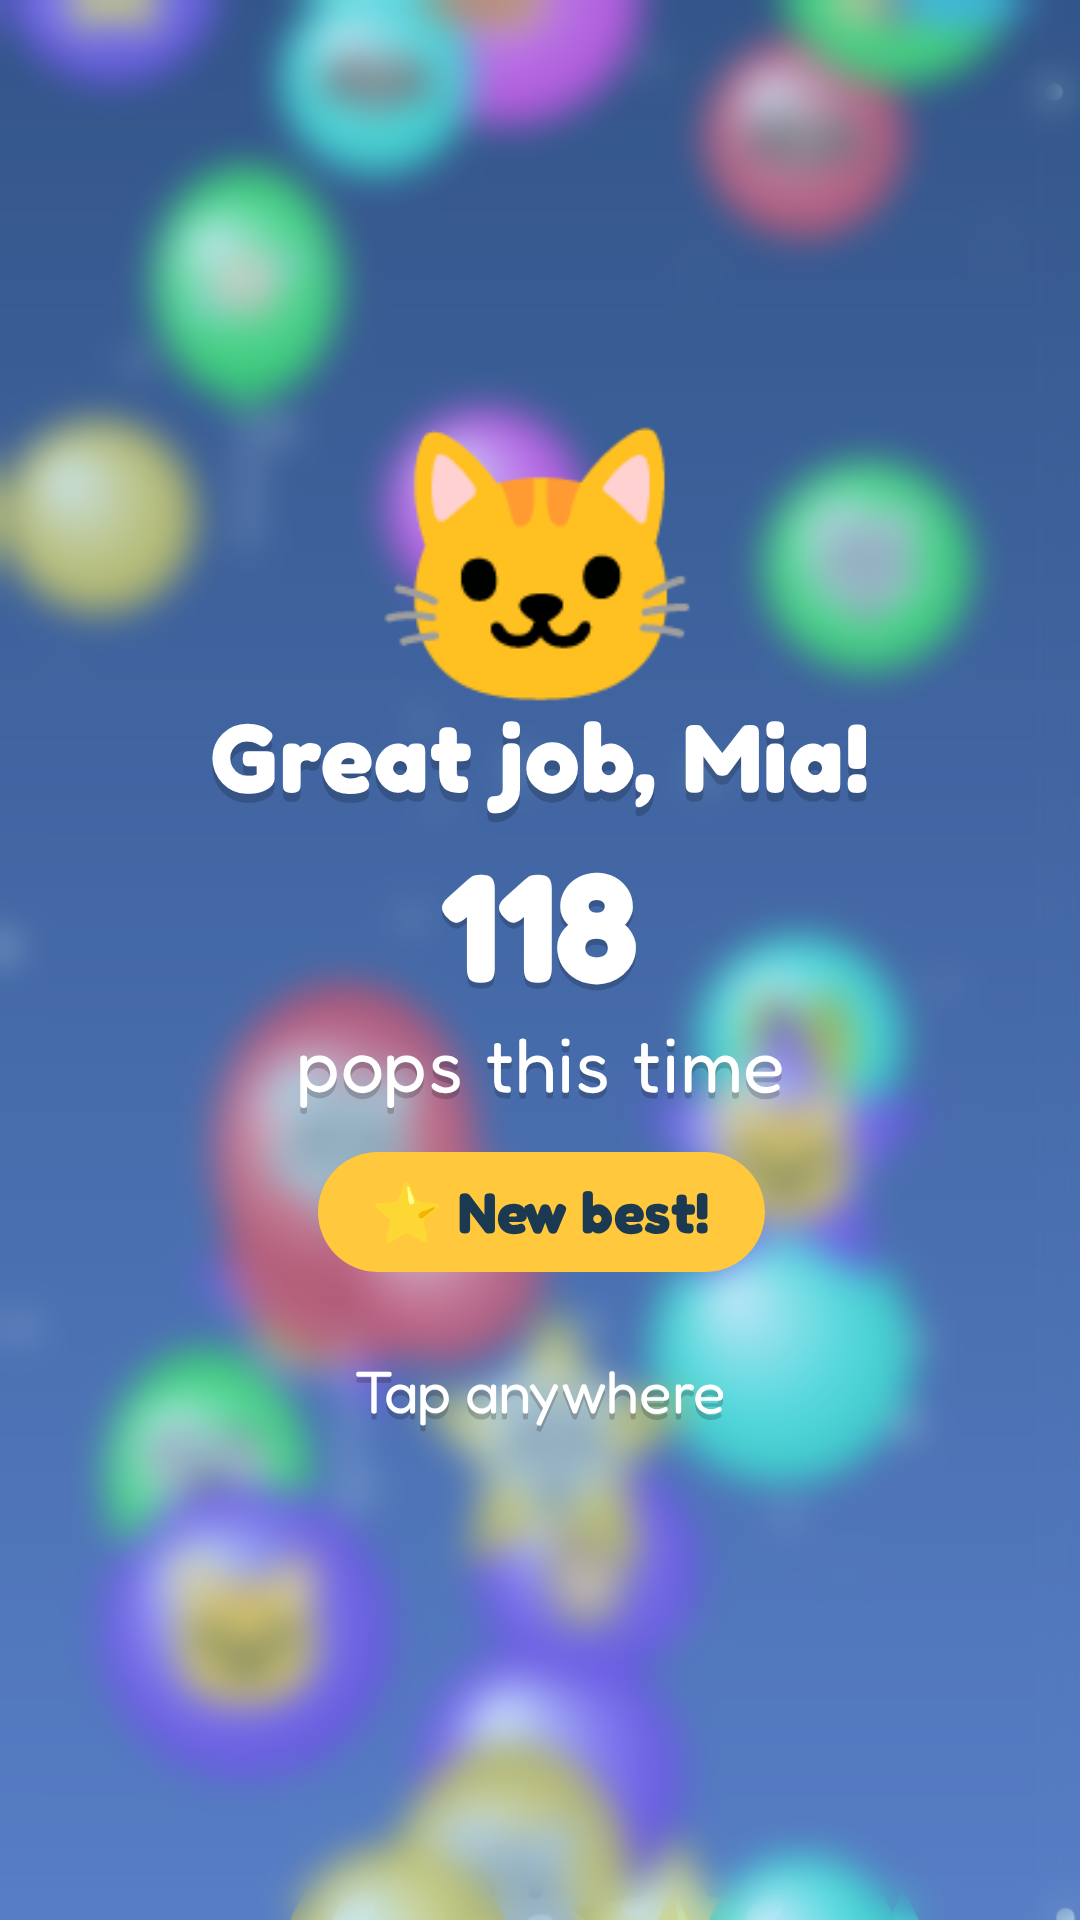 Great job, Mia!
118
pops this time
⭐ New best!
Tap anywhere